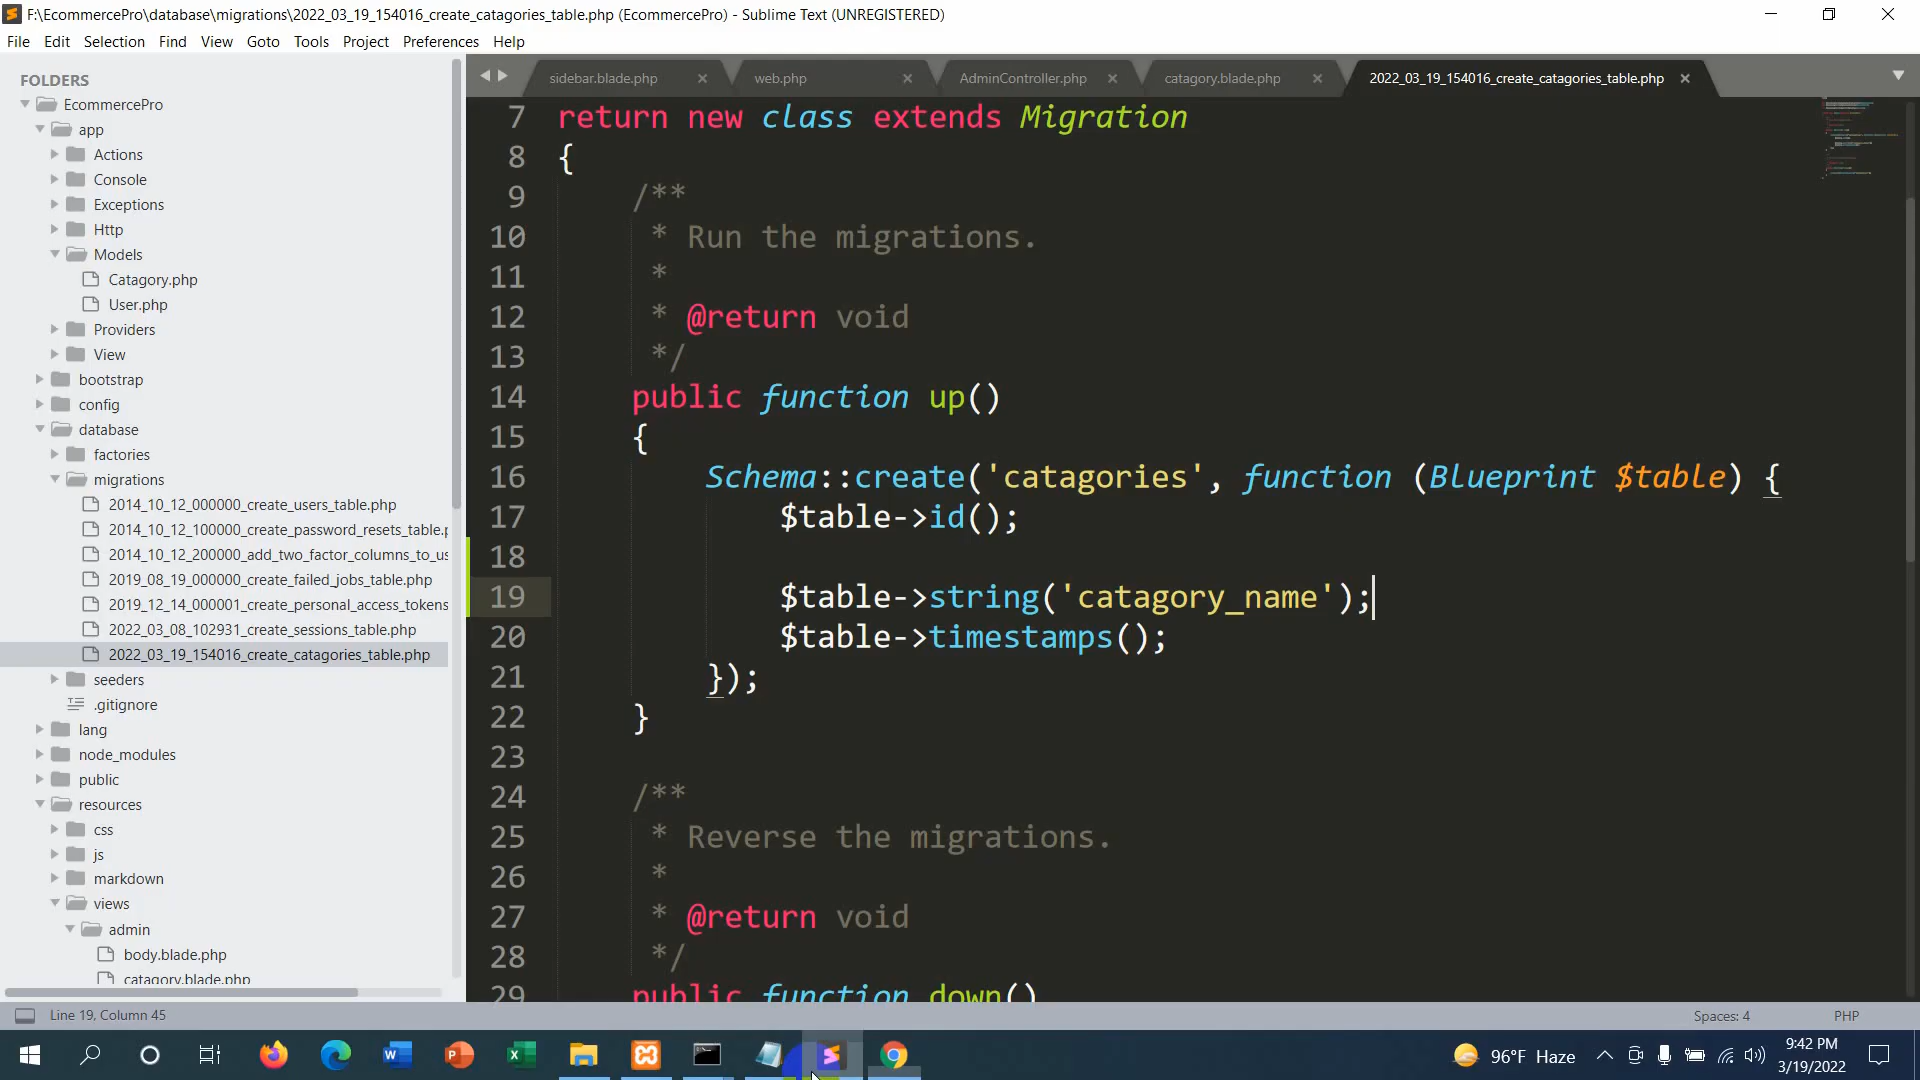 F:\EcommercePro\database\migrations\2022_03_19_154016_create_catagories_table.php (EcommercePro) - Sublime Text (UNREGISTERED)
File Edit Selection Find View Goto Tools Project Preferences Help
FOLDERS
EcommercePro
app
Actions
Console
Exceptions
Http
Models
Catagory.php
User.php
Providers
View
bootstrap
config
database
factories
migrations
2014_10_12_000000_create_users_table.php
2014_10_12_100000_create_password_resets_table.p
2014_10_12_200000_add_two_factor_columns_to_us
2019_08_19_000000_create_failed_jobs_table.php
2019_12_14_000001_create_personal_access_tokens
2022_03_08_102931_create_sessions_table.php
2022_03_19_154016_create_catagories_table.php
seeders
.gitignore
lang
node_modules
public
resources
css
js
markdown
views
admin
body.blade.php
catagory.blade.php
sidebar.blade.php web.php AdminController.php catagory.blade.php 2022_03_19_154016_create_catagories_table.php
7 return new class extends Migration
8 {
9 /**
10 * Run the migrations.
11 *
12 * @return void
13 */
14 public function up()
15 {
16 Schema::create('catagories', function (Blueprint $table) {
17 $table->id();
18
19 $table->string('catagory_name');
20 $table->timestamps();
21 });
22 }
23
24 /**
25 * Reverse the migrations.
26 *
27 * @return void
28 */
29 public function down()
Line 19, Column 45
Spaces: 4 PHP
96°F Haze
9:42 PM
3/19/2022